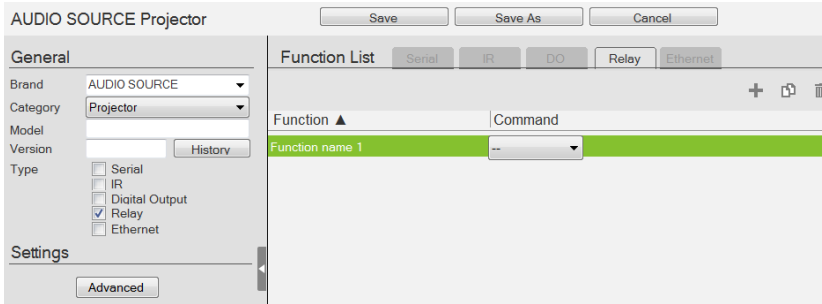 AUDIO SOURCE Projector
Save
Save As
Cancel
General
Brand
AUDIO SOURCE
Category
Projector
Model
Version
History
Type
Serial
IR
Digital Output
Relay
Ethernet
Settings
Advanced
Function List
Serial
IR
DO
Relay
Ethernet
Function ▲
Command
Function name 1
--